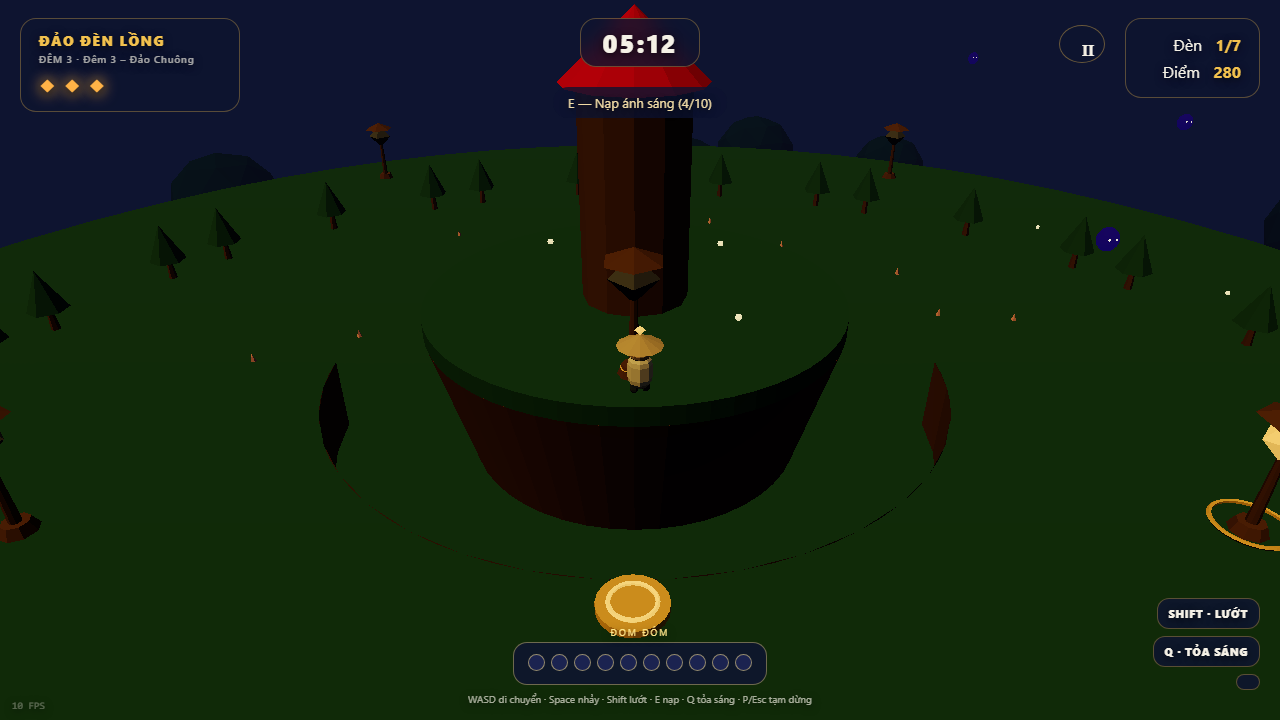 ĐẢO ĐÈN LỒNG
ĐÊM 3 · Đêm 3 – Đảo Chuông
05:12
II
Đèn 1/7
Điểm 280
E — Nạp ánh sáng (4/10)
SHIFT · LƯỚT
Q · TỎA SÁNG
ĐOM ĐÓM
WASD di chuyển · Space nhảy · Shift lướt · E nạp · Q tỏa sáng · P/Esc tạm dừng
10 FPS